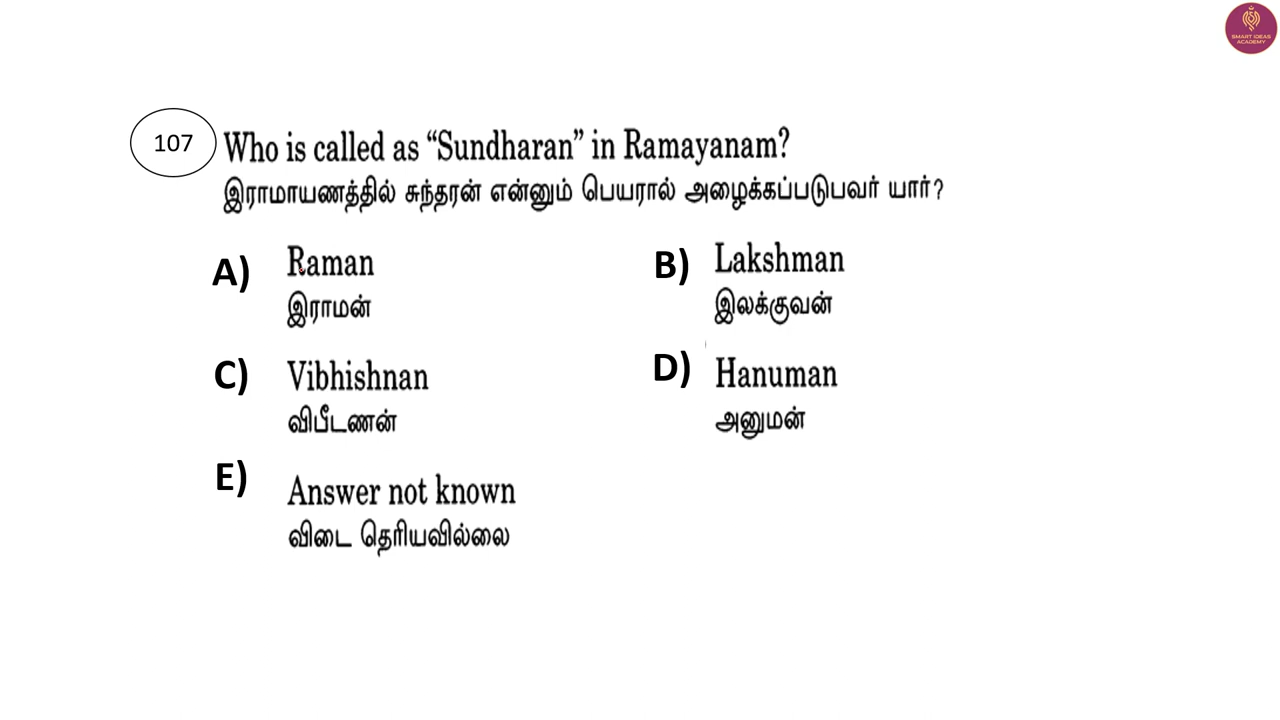 SMART IDEAS
ACADEMY
107
Who is called as “Sundharan” in Ramayanam?
இராமாயணத்தில் சுந்தரன் என்னும் பெயரால் அழைக்கப்படுபவர் யார்?
A) Raman
இராமன்
B) Lakshman
இலக்குவன்
C) Vibhishnan
விபீடணன்
D) Hanuman
அனுமன்
E) Answer not known
விடை தெரியவில்லை